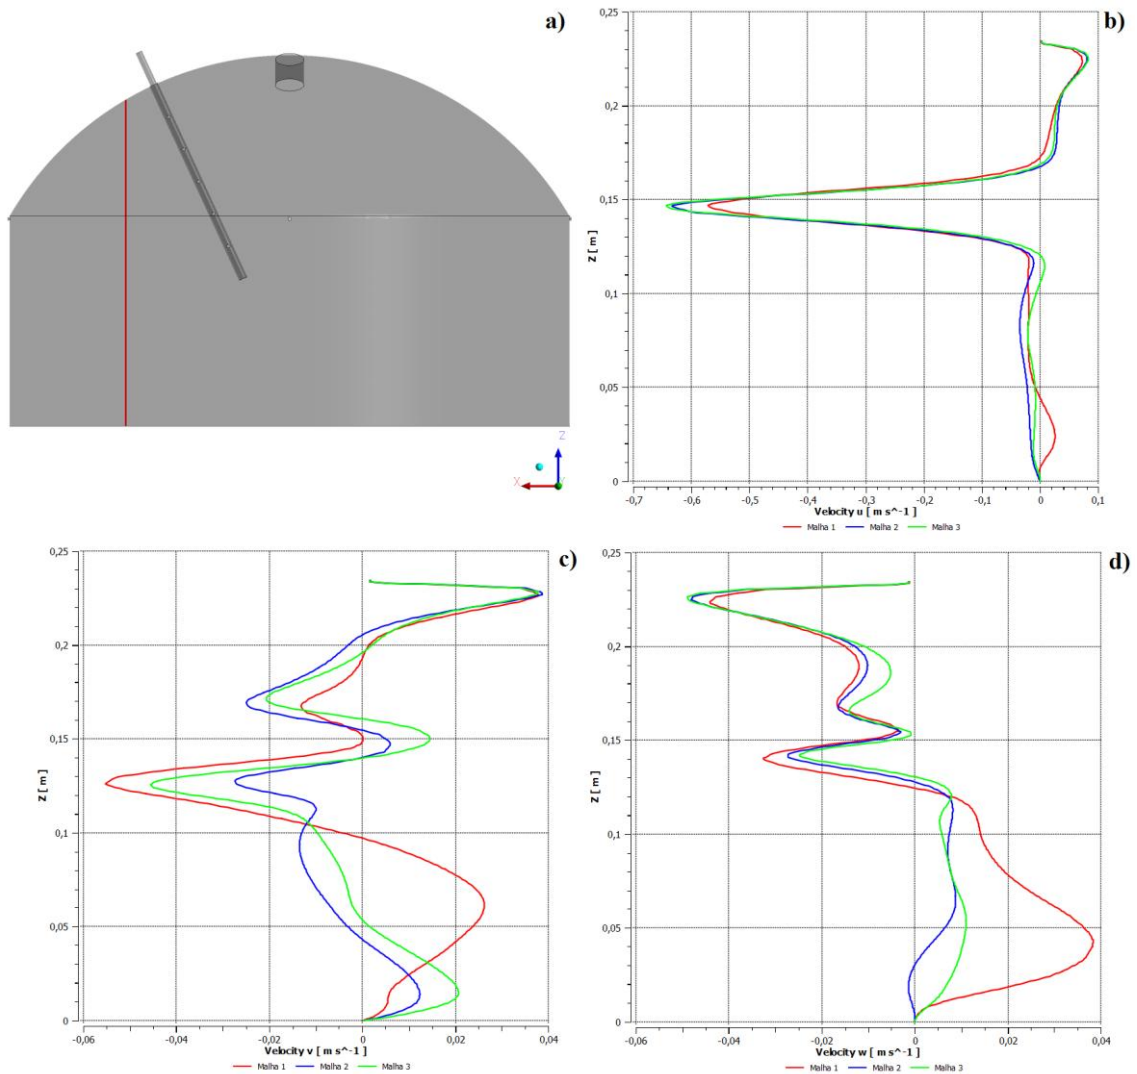 a)
Z
X
Y
b)
0,25
0,2
0,15
0,1
0,05
0
Z [ m ]
-0,7 -0,6 -0,5 -0,4 -0,3 -0,2 -0,1 0 0,1
Velocity u [ m s^-1 ]
Malha 1 Malha 2 Malha 3
c)
0,25
0,2
0,15
0,1
0,05
0
Z [ m ]
-0,06 -0,04 -0,02 0 0,02 0,04
Velocity v [ m s^-1 ]
Malha 1 Malha 2 Malha 3
d)
0,25
0,2
0,15
0,1
0,05
0
Z [ m ]
-0,06 -0,04 -0,02 0 0,02 0,04
Velocity w [ m s^-1 ]
Malha 1 Malha 2 Malha 3